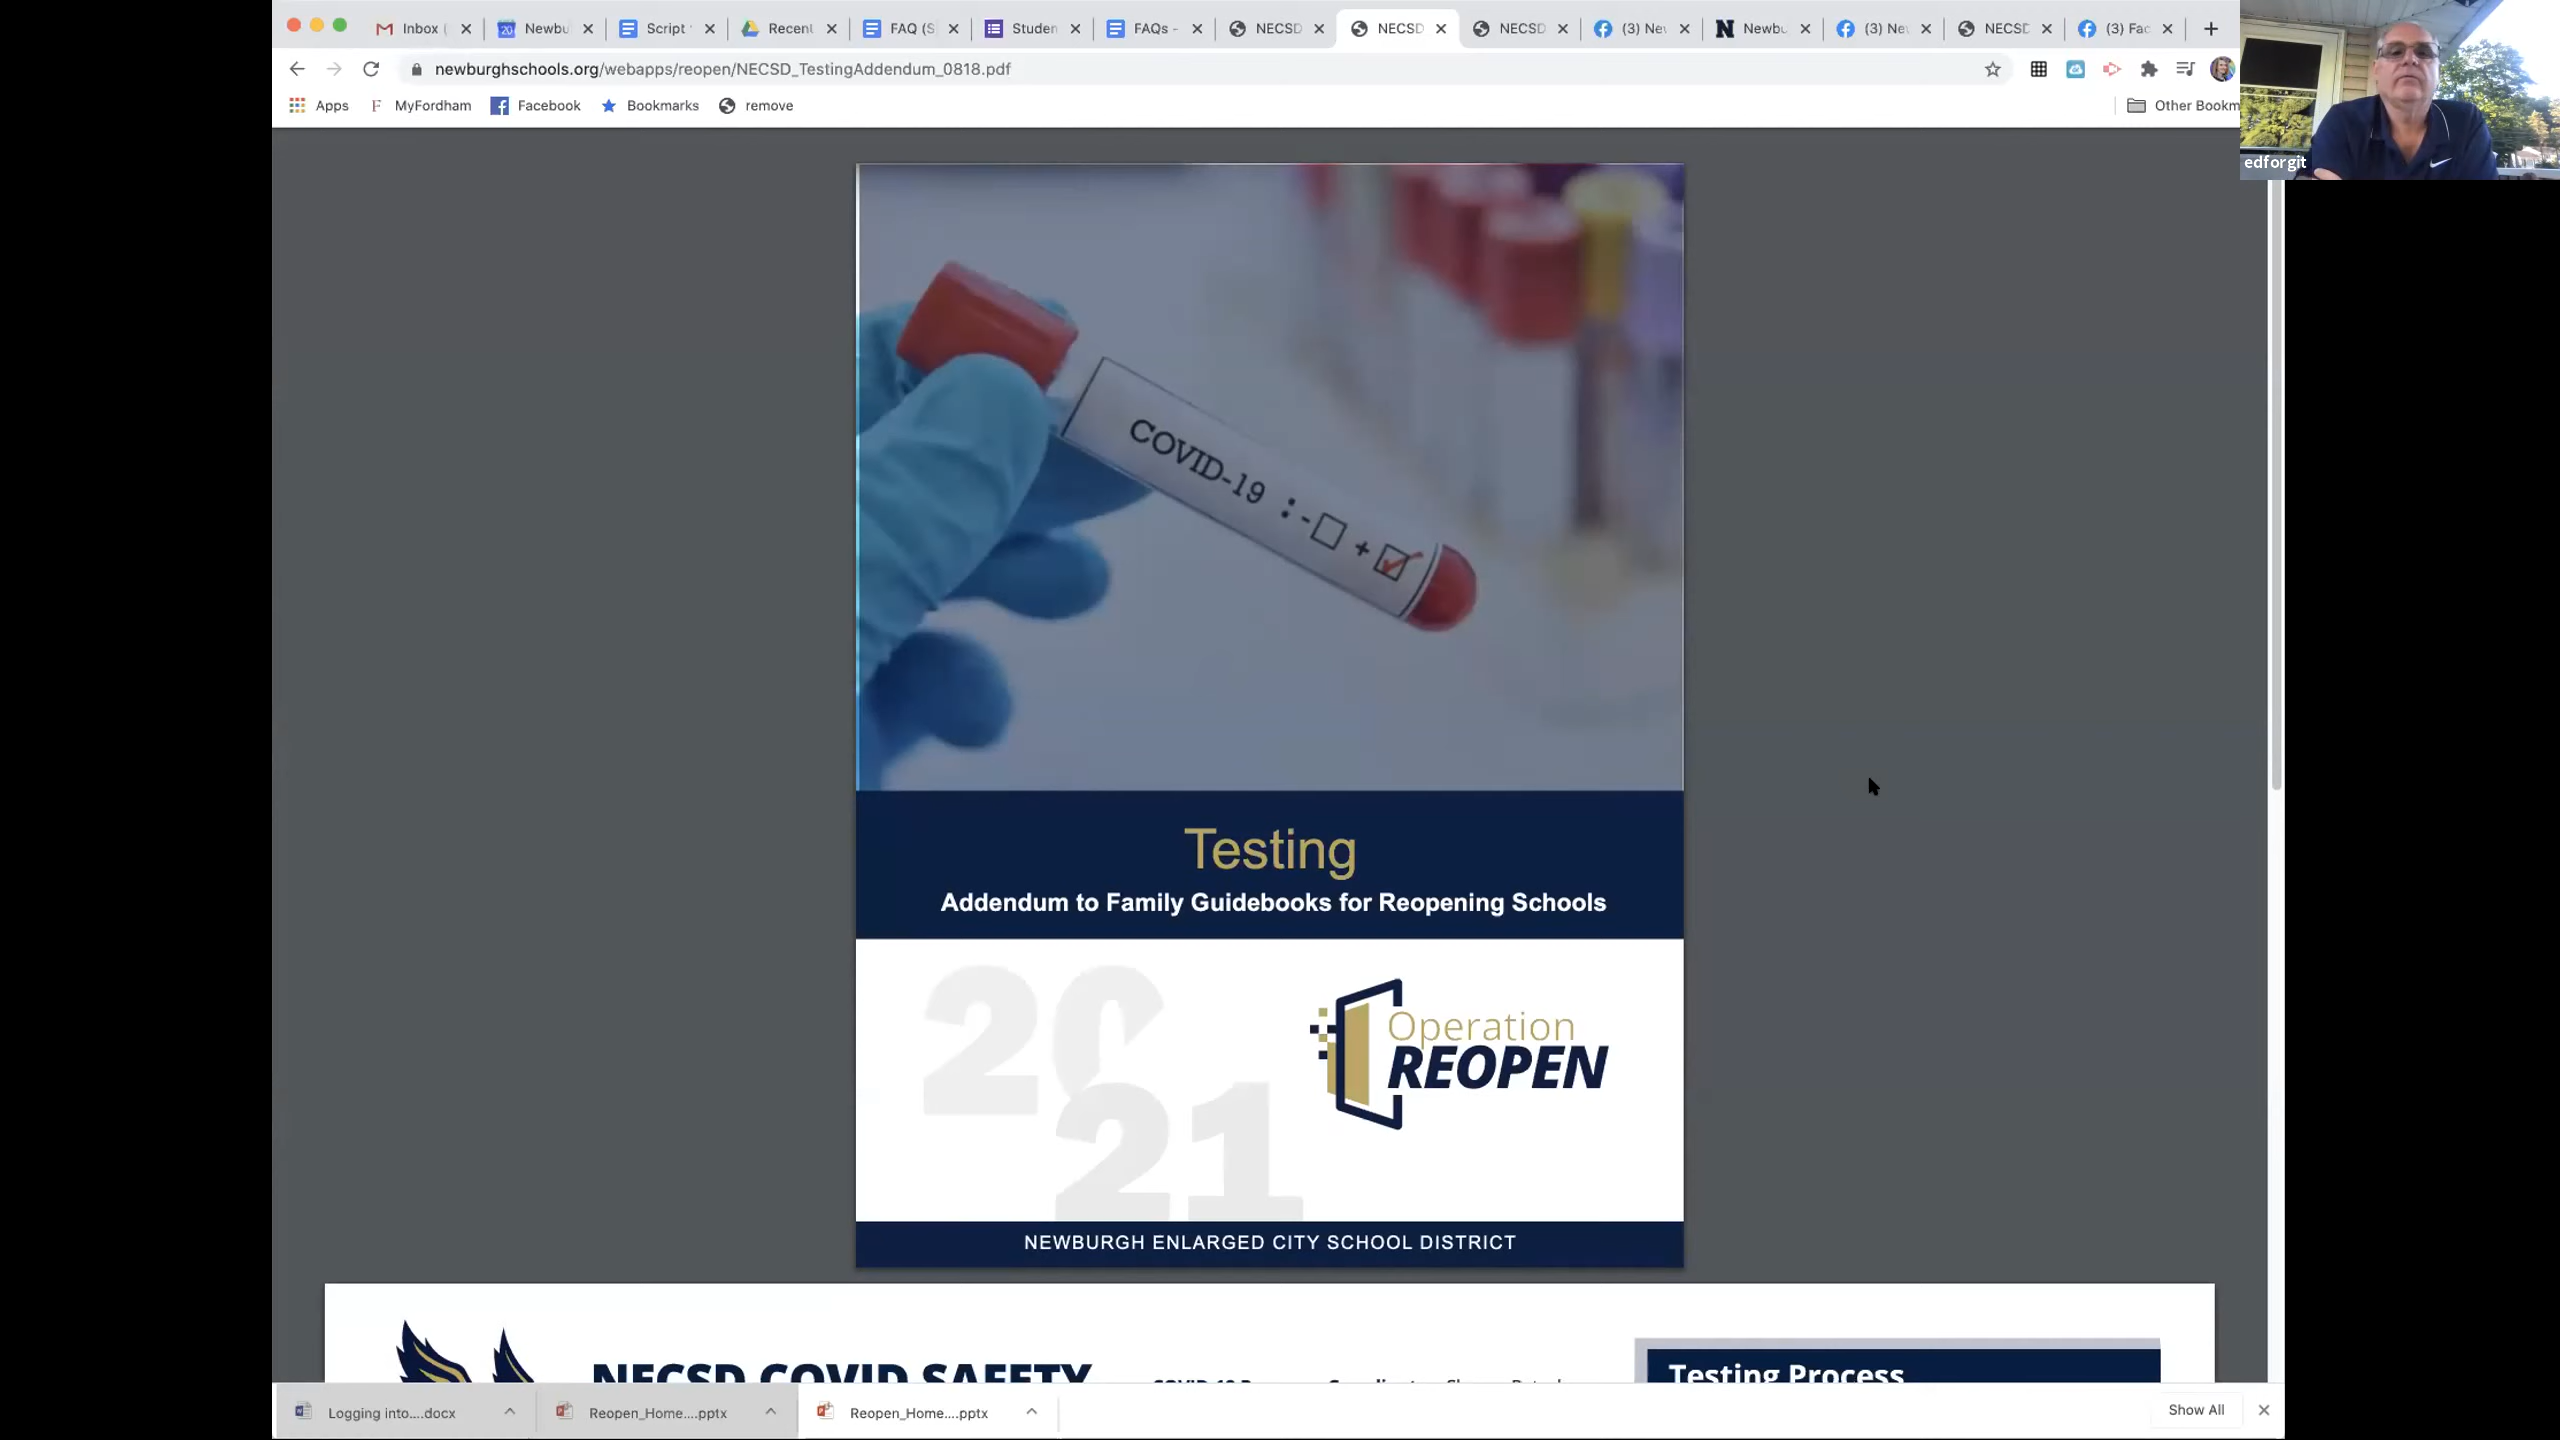 Inbox (
Newbu
Script
Recent
FAQ (S
Studen
FAQs -
NECSD
NECSD
NECSD
(3) Nev
Newbu
(3) Nev
NECSD
(3) Fac
newburghschools.org/webapps/reopen/NECSD_TestingAddendum_0818.pdf
Apps
F MyFordham
Facebook
Bookmarks
remove
Other Bookm
edforgit
COVID-19 : - +
Testing
Addendum to Family Guidebooks for Reopening Schools
20
21
Operation
REOPEN
NEWBURGH ENLARGED CITY SCHOOL DISTRICT
NECSD COVID SAFETY
Testing Process
Logging into....docx
Reopen_Home....pptx
Reopen_Home....pptx
Show All